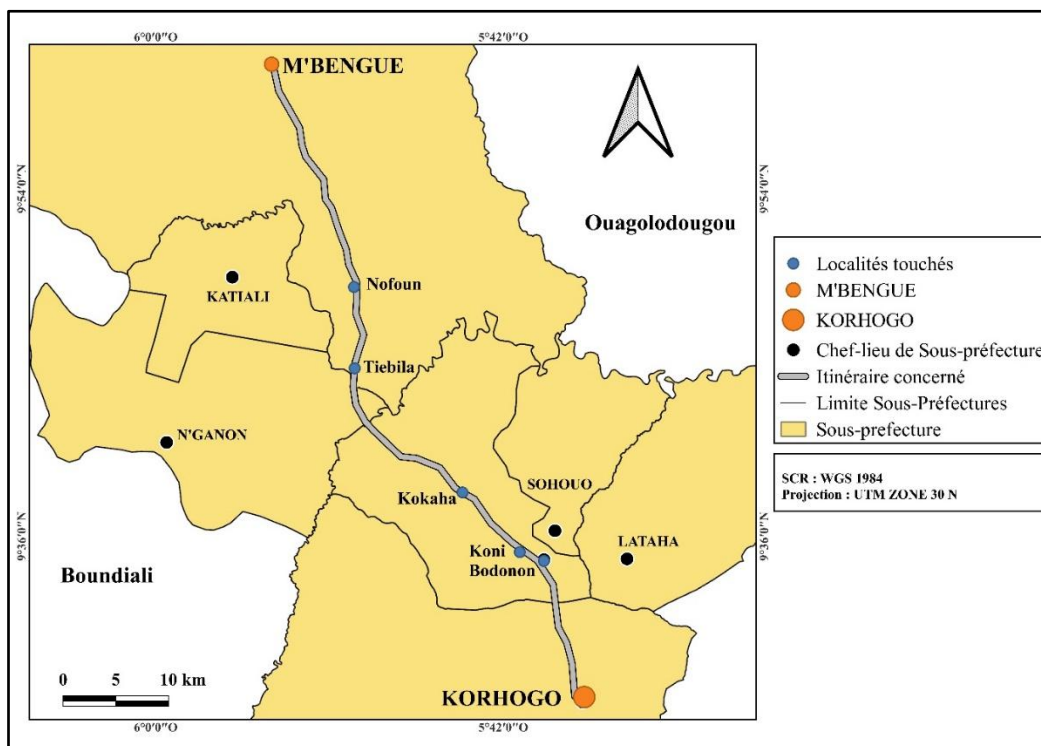 6°0'0"O
5°42'0"O
M'BENGUE
9°54'0"N
9°54'0"N
Ouagolodougou
KATIALI
Nofoun
Tiebila
N'GANON
Kokaha
SOHOUO
Koni
Bodonon
LATAHA
9°36'0"N
9°36'0"N
Boundiali
0 5 10 km
KORHOGO
6°0'0"O
5°42'0"O
Localités touchés
M'BENGUE
KORHOGO
Chef-lieu de Sous-préfecture
Itinéraire concerné
Limite Sous-Préfectures
Sous-prefecture
SCR : WGS 1984
Projection : UTM ZONE 30 N